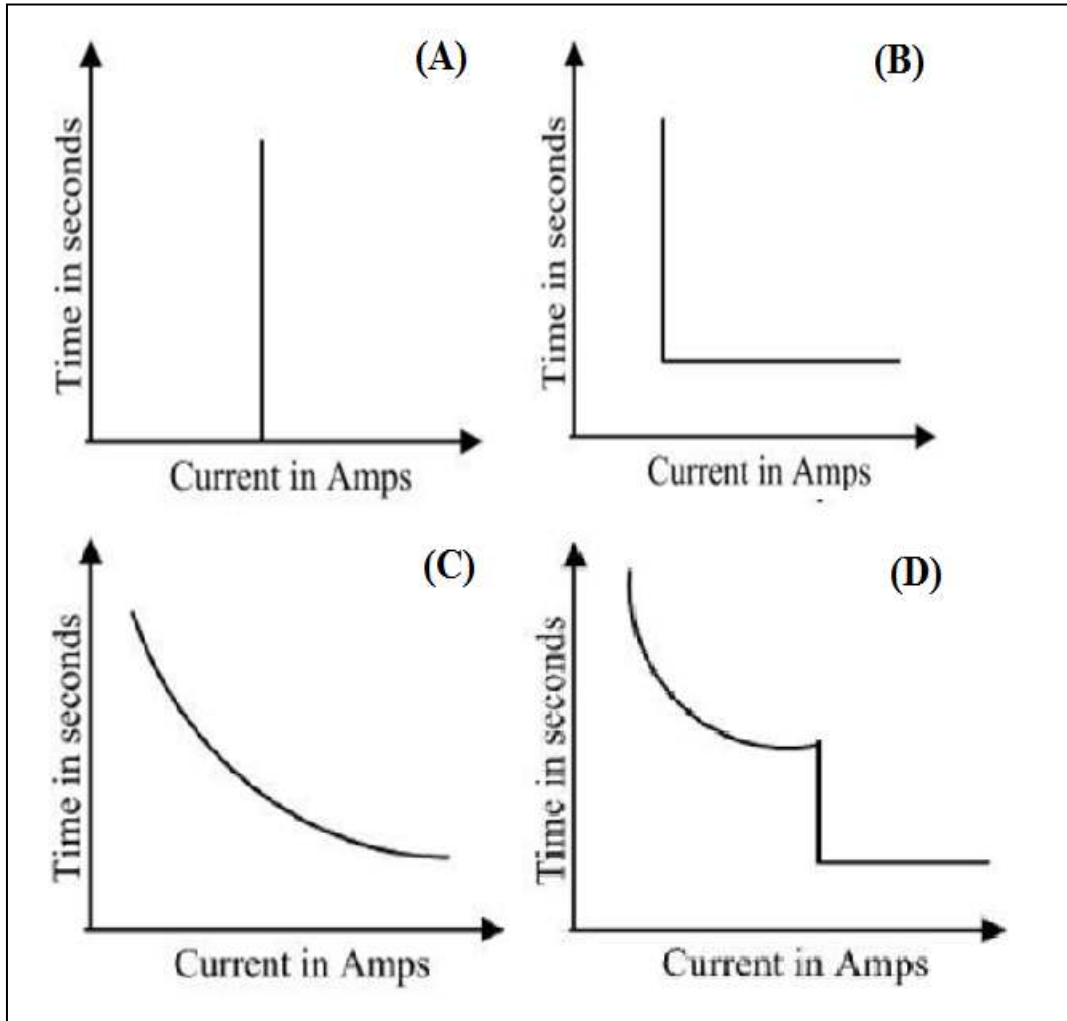 (A)
Time in seconds
Current in Amps
(B)
Time in seconds
Current in Amps
(C)
Time in seconds
Current in Amps
(D)
Time in seconds
Current in Amps